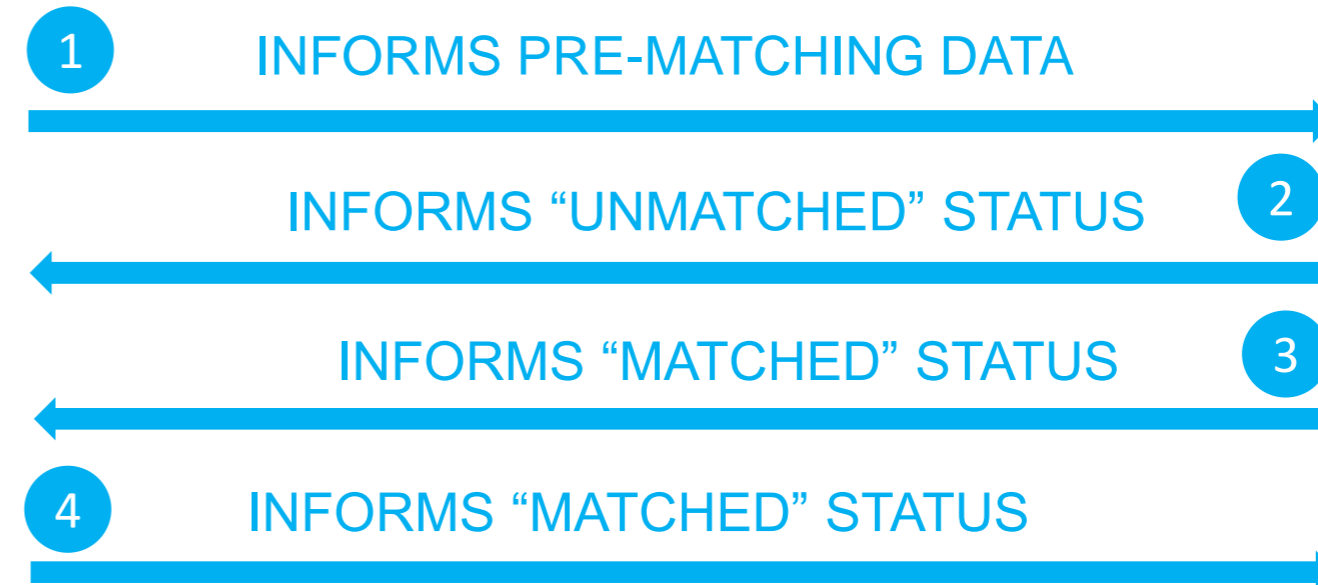 1 INFORMS PRE-MATCHING DATA
INFORMS “UNMATCHED” STATUS 2
INFORMS “MATCHED” STATUS 3
4 INFORMS “MATCHED” STATUS